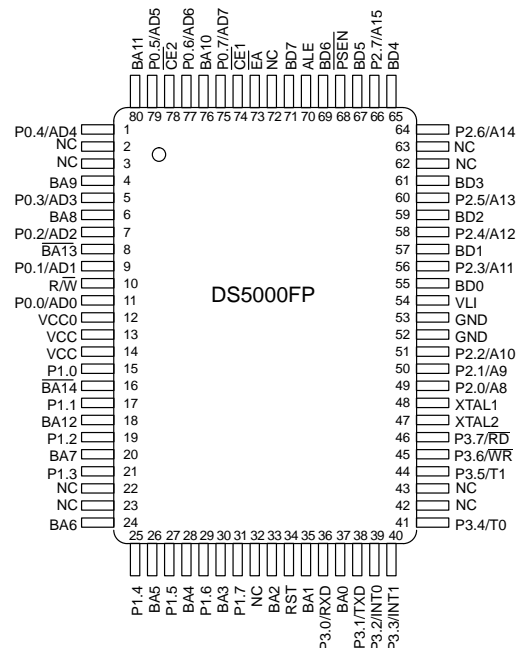 BA11
P0.5/AD5
CE2
P0.6/AD6
BA10
P0.7/AD7
CE1
EA
NC
BD7
ALE
BD6
PSEN
BD5
P2.7/A15
BD4
80 79 78 77 76 75 74 73 72 71 70 69 68 67 66 65
P0.4/AD4 1
NC 2
NC 3
BA9 4
P0.3/AD3 5
BA8 6
P0.2/AD2 7
BA13 8
P0.1/AD1 9
R/W 10
P0.0/AD0 11
VCC0 12
VCC 13
VCC 14
P1.0 15
BA14 16
P1.1 17
BA12 18
P1.2 19
BA7 20
P1.3 21
NC 22
NC 23
BA6 24
DS5000FP
64 P2.6/A14
63 NC
62 NC
61 BD3
60 P2.5/A13
59 BD2
58 P2.4/A12
57 BD1
56 P2.3/A11
55 BD0
54 VLI
53 GND
52 GND
51 P2.2/A10
50 P2.1/A9
49 P2.0/A8
48 XTAL1
47 XTAL2
46 P3.7/RD
45 P3.6/WR
44 P3.5/T1
43 NC
42 NC
41 P3.4/T0
25 26 27 28 29 30 31 32 33 34 35 36 37 38 39 40
P1.4
BA5
P1.5
BA4
P1.6
BA3
P1.7
NC
BA2
RST
BA1
P3.0/RXD
BA0
P3.1/TXD
P3.2/INT0
P3.3/INT1